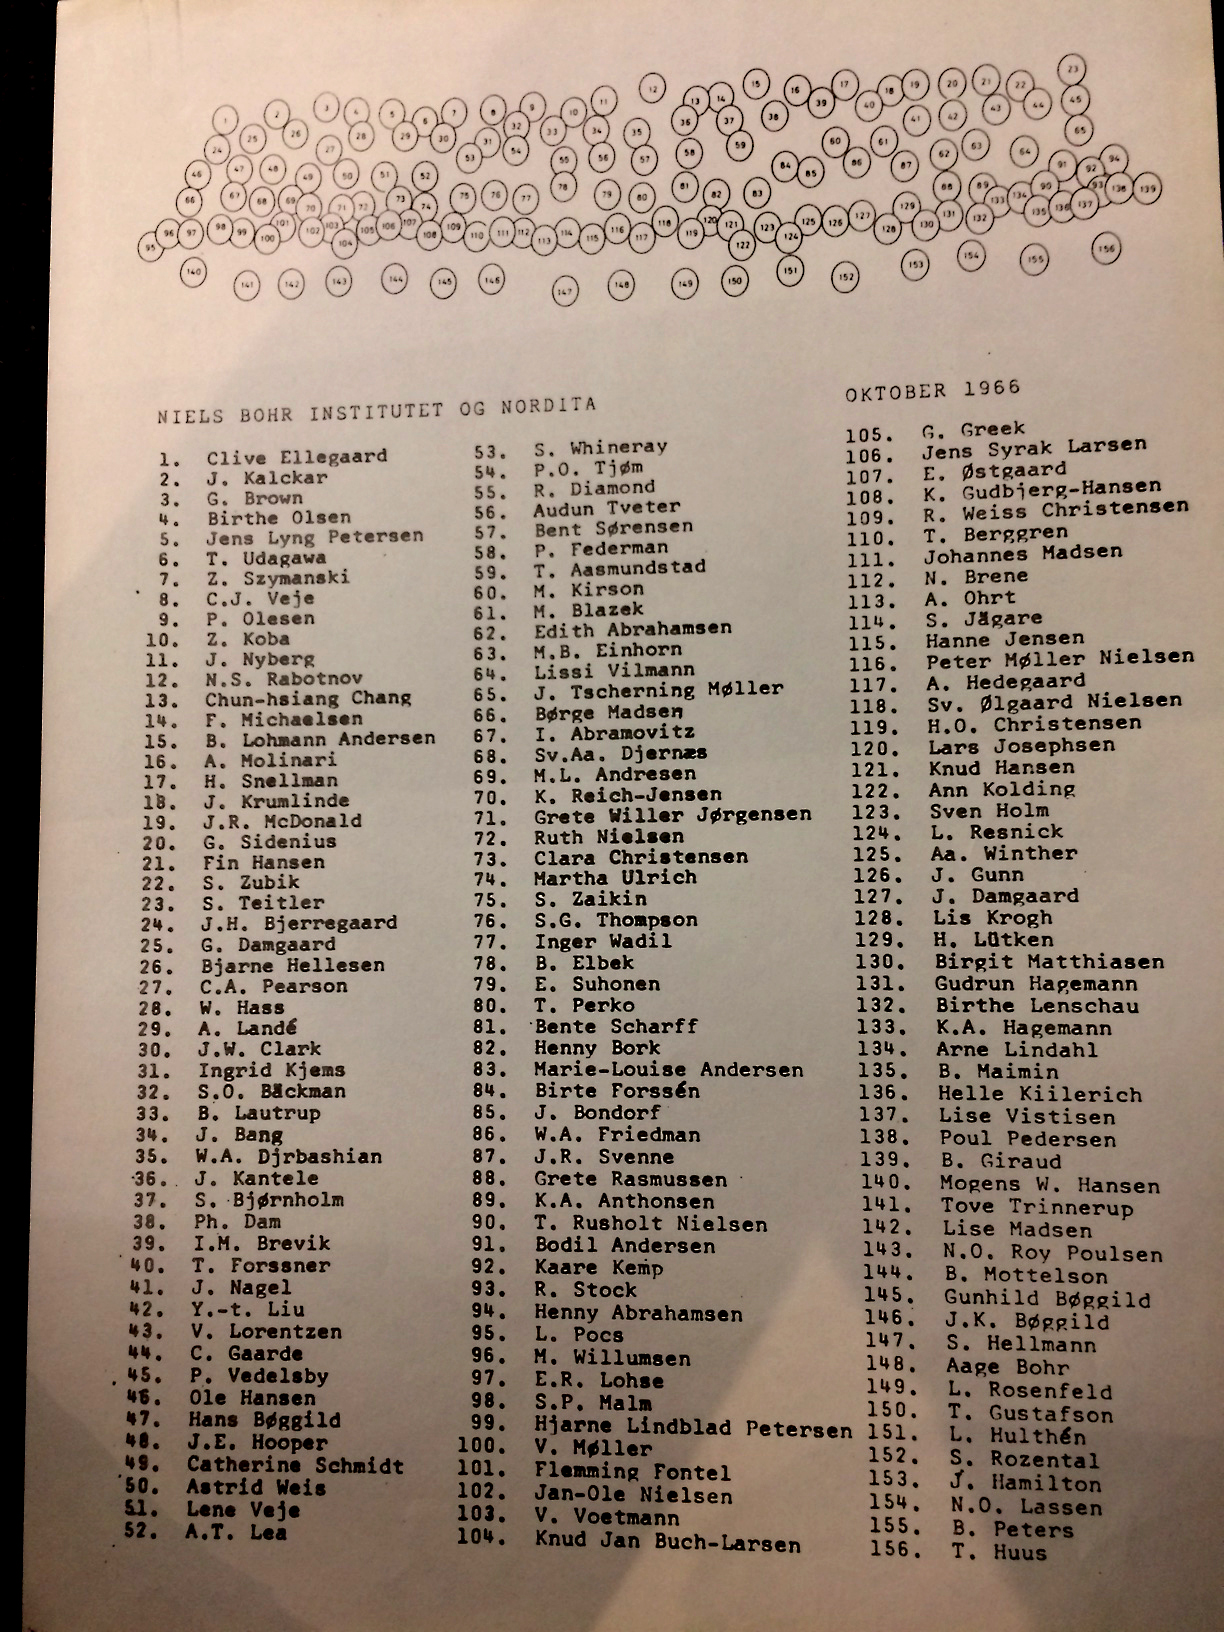 NIELS BOHR INSTITUTET OG NORDITA
OKTOBER 1966
1. Clive Ellegaard
2. J. Kalckar
3. G. Brown
4. Birthe Olsen
5. Jens Lyng Petersen
6. T. Udagawa
7. Z. Szymanski
8. C.J. Veje
9. P. Olesen
10. Z. Koba
11. J. Nyberg
12. N.S. Rabotnov
13. Chun-hsiang Chang
14. F. Michaelsen
15. B. Lohmann Andersen
16. A. Molinari
17. H. Snellman
18. J. Krumlinde
19. J.R. McDonald
20. G. Sidenius
21. Fin Hansen
22. S. Zubik
23. S. Teitler
24. J.H. Bjerregaard
25. G. Damgaard
26. Bjarne Hellesen
27. C.A. Pearson
28. W. Hass
29. A. Landé
30. J.W. Clark
31. Ingrid Kjems
32. S.O. Bäckman
33. B. Lautrup
34. J. Bang
35. W.A. Djrbashian
36. J. Kantele
37. S. Bjørnholm
38. Ph. Dam
39. I.M. Brevik
40. T. Forssner
41. J. Nagel
42. Y.-t. Liu
43. V. Lorentzen
44. C. Gaarde
45. P. Vedelsby
46. Ole Hansen
47. Hans Bøggild
48. J.E. Hooper
49. Catherine Schmidt
50. Astrid Weis
51. Lene Veje
52. A.T. Lea
53. S. Whineray
54. P.O. Tjøm
55. R. Diamond
56. Audun Tveter
57. Bent Sørensen
58. P. Federman
59. T. Aasmundstad
60. M. Kirson
61. M. Blazek
62. Edith Abrahamsen
63. M.B. Einhorn
64. Lissi Vilmann
65. J. Tscherning Møller
66. Børge Madsen
67. I. Abramovitz
68. Sv.Aa. Djernæs
69. M.L. Andresen
70. K. Reich-Jensen
71. Grete Willer Jørgensen
72. Ruth Nielsen
73. Clara Christensen
74. Martha Ulrich
75. S. Zaikin
76. S.G. Thompson
77. Inger Wadil
78. B. Elbek
79. E. Suhonen
80. T. Perko
81. Bente Scharff
82. Henny Bork
83. Marie-Louise Andersen
84. Birte Forssén
85. J. Bondorf
86. W.A. Friedman
87. J.R. Svenne
88. Grete Rasmussen
89. K.A. Anthonsen
90. T. Rusholt Nielsen
91. Bodil Andersen
92. Kaare Kemp
93. R. Stock
94. Henny Abrahamsen
95. L. Pocs
96. M. Willumsen
97. E.R. Lohse
98. S.P. Malm
99. Hjarne Lindblad Petersen
100. V. Møller
101. Flemming Fontel
102. Jan-Ole Nielsen
103. V. Voetmann
104. Knud Jan Buch-Larsen
105. G. Greek
106. Jens Syrak Larsen
107. E. Østgaard
108. K. Gudbjerg-Hansen
109. R. Weiss Christensen
110. T. Berggren
111. Johannes Madsen
112. N. Brene
113. A. Ohrt
114. S. Jägare
115. Hanne Jensen
116. Peter Møller Nielsen
117. A. Hedegaard
118. Sv. Ølgaard Nielsen
119. H.O. Christensen
120. Lars Josephsen
121. Knud Hansen
122. Ann Kolding
123. Sven Holm
124. L. Resnick
125. Aa. Winther
126. J. Gunn
127. J. Damgaard
128. Lis Krogh
129. H. Lütken
130. Birgit Matthiasen
131. Gudrun Hagemann
132. Birthe Lenschau
133. K.A. Hagemann
134. Arne Lindahl
135. B. Maimin
136. Helle Kiilerich
137. Lise Vistisen
138. Poul Pedersen
139. B. Giraud
140. Mogens W. Hansen
141. Tove Trinnerup
142. Lise Madsen
143. N.O. Roy Poulsen
144. B. Mottelson
145. Gunhild Bøggild
146. J.K. Bøggild
147. S. Hellmann
148. Aage Bohr
149. L. Rosenfeld
150. T. Gustafson
151. L. Hulthén
152. S. Rozental
153. J. Hamilton
154. N.O. Lassen
155. B. Peters
156. T. Huus